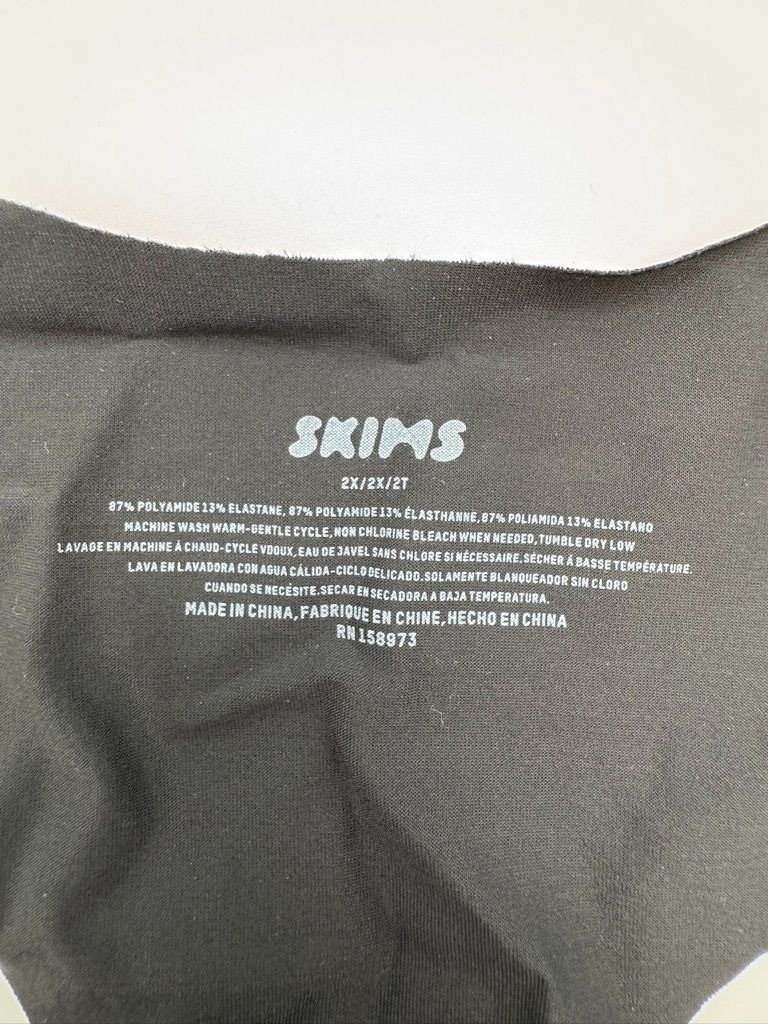 SKIMS
2X/2X/2T
87% POLYAMIDE 13% ELASTANE, 87% POLYAMIDE 13% ÉLASTHANNE, 87% POLIAMIDA 13% ELASTANO
MACHINE WASH WARM-GENTLE CYCLE, NON CHLORINE BLEACH WHEN NEEDED, TUMBLE DRY LOW
LAVAGE EN MACHINE À CHAUD-CYCLE VDOUX, EAU DE JAVEL SANS CHLORE SI NÉCESSAIRE. SÉCHER À BASSE TEMPÉRATURE.
LAVA EN LAVADORA CON AGUA CÁLIDA-CICLO DELICADO. SOLAMENTE BLANQUEADOR SIN CLORO
CUANDO SE NECÉSITE. SECAR EN SECADORA A BAJA TEMPERATURA.
MADE IN CHINA, FABRIQUE EN CHINE, HECHO EN CHINA
RN 158973